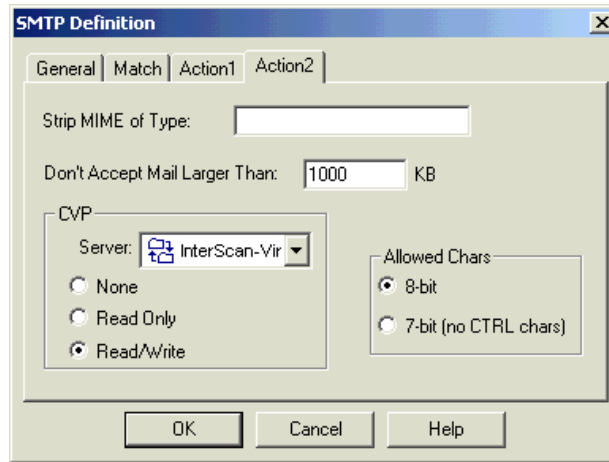 SMTP Definition
General Match Action1 Action2
Strip MIME of Type:
Don't Accept Mail Larger Than: 1000 KB
CVP
Server: InterScan-Vir
None
Read Only
Read/Write
Allowed Chars
8-bit
7-bit (no CTRL chars)
OK Cancel Help